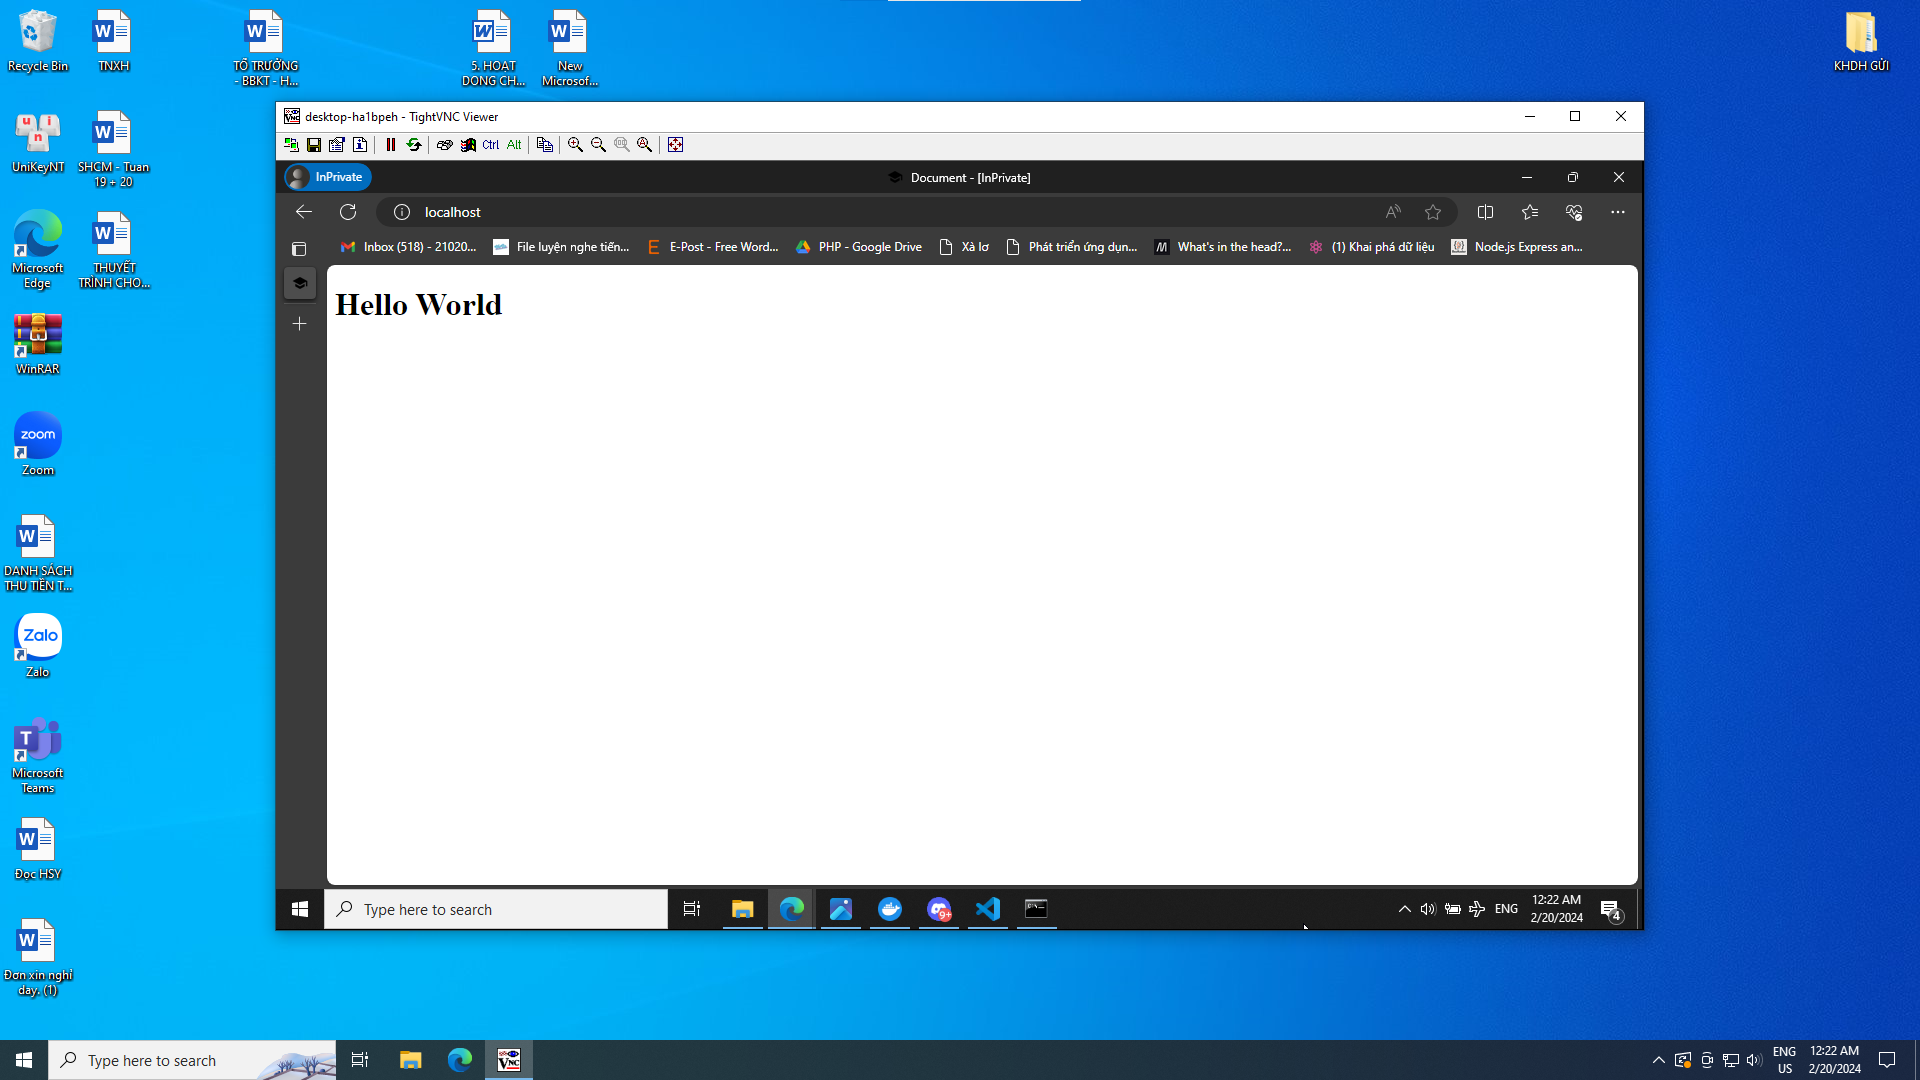 Recycle Bin
TNXH
TỔ TRƯỞNG
- BBKT - H...
5. HOAT
DONG CH...
New
Microsof...
KHDH GỬI
UniKeyNT
SHCM - Tuan
19 + 20
Microsoft
Edge
THUYẾT
TRÌNH CHO...
WinRAR
zoom
Zoom
DANH SÁCH
THU TIỀN T...
Zalo
Zalo
Microsoft
Teams
Đọc HSY
Đơn xin nghỉ
day. (1)
desktop-ha1bpeh - TightVNC Viewer
Ctrl Alt
InPrivate
Document - [InPrivate]
localhost
Inbox (518) - 21020...
File luyện nghe tiến...
E-Post - Free Word...
PHP - Google Drive
Xà lơ
Phát triển ứng dụn...
What's in the head?...
(1) Khai phá dữ liệu
Node.js Express an...
Hello World
Type here to search
9+
ENG
12:22 AM
2/20/2024
4
Type here to search
VNC
ENG
US
12:22 AM
2/20/2024